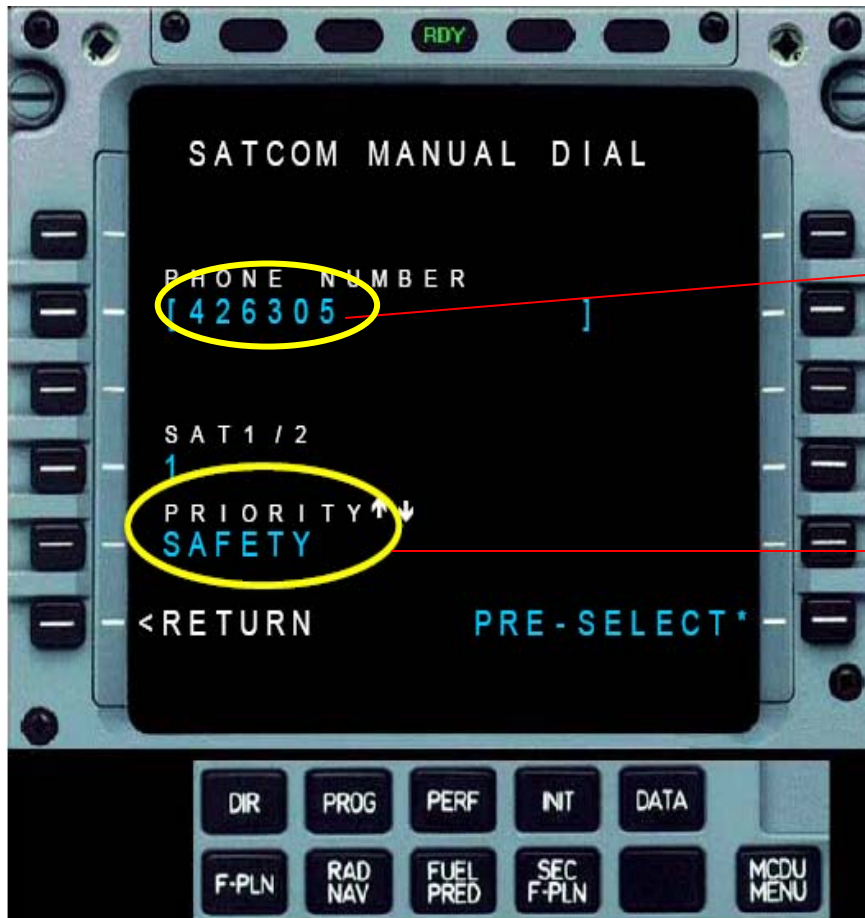 RDY
SATCOM MANUAL DIAL
PHONE NUMBER
[426305 ]
SAT1/2
1
PRIORITY↑↓
SAFETY
<RETURN PRE-SELECT*
DIR PROG PERF INIT DATA
F-PLN RAD NAV FUEL PRED SEC F-PLN MCDU MENU